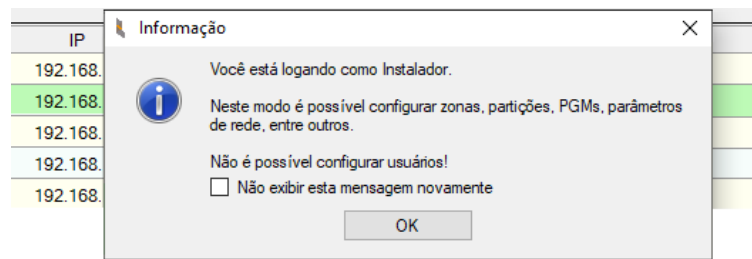 Informação
IP
192.168.
192.168.
192.168.
192.168.
192.168.
Você está logando como Instalador.
Neste modo é possível configurar zonas, partições, PGMs, parâmetros
de rede, entre outros.
Não é possível configurar usuários!
Não exibir esta mensagem novamente
OK